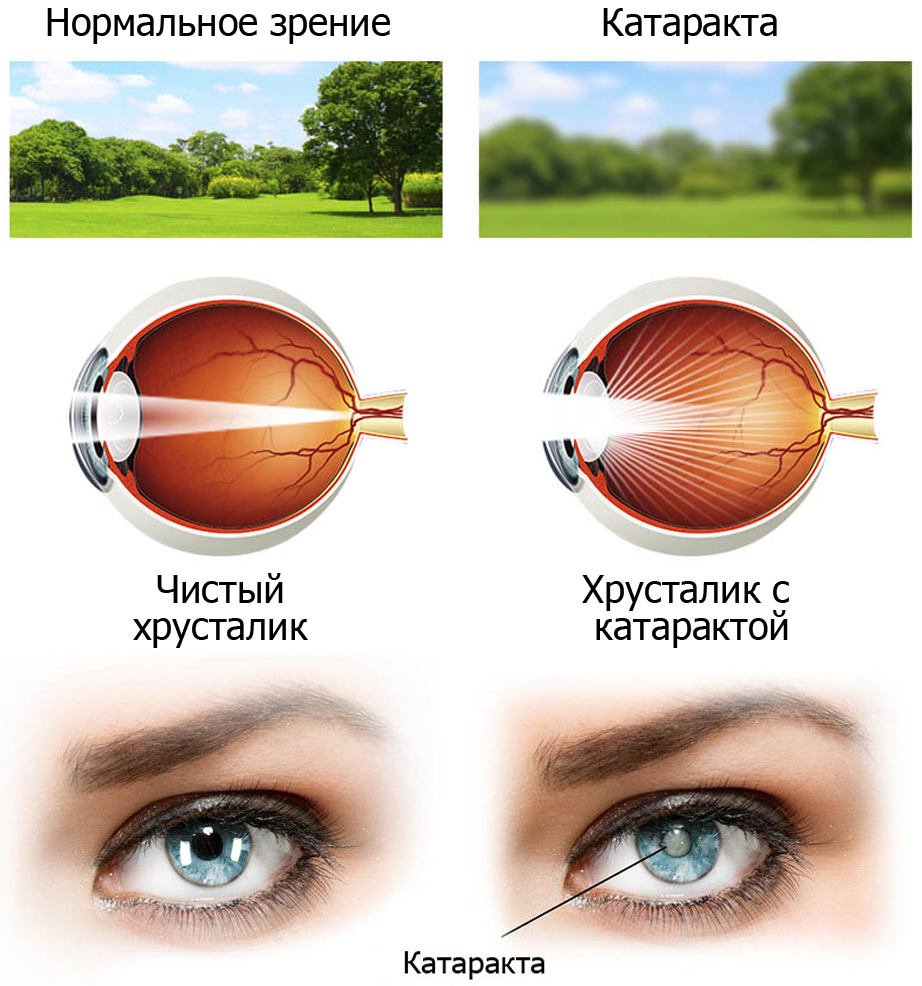 Нормальное зрение
Катаракта
Чистый
хрусталик
Хрусталик с
катарактой
Катаракта